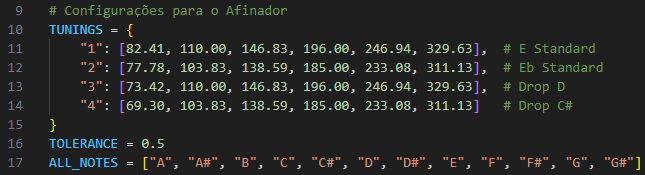 9 # Configurações para o Afinador
10 TUNINGS = {
11 "1": [82.41, 110.00, 146.83, 196.00, 246.94, 329.63], # E Standard
12 "2": [77.78, 103.83, 138.59, 185.00, 233.08, 311.13], # Eb Standard
13 "3": [73.42, 110.00, 146.83, 196.00, 246.94, 329.63], # Drop D
14 "4": [69.30, 103.83, 138.59, 185.00, 233.08, 311.13] # Drop C#
15 }
16 TOLERANCE = 0.5
17 ALL_NOTES = ["A", "A#", "B", "C", "C#", "D", "D#", "E", "F", "F#", "G", "G#"]